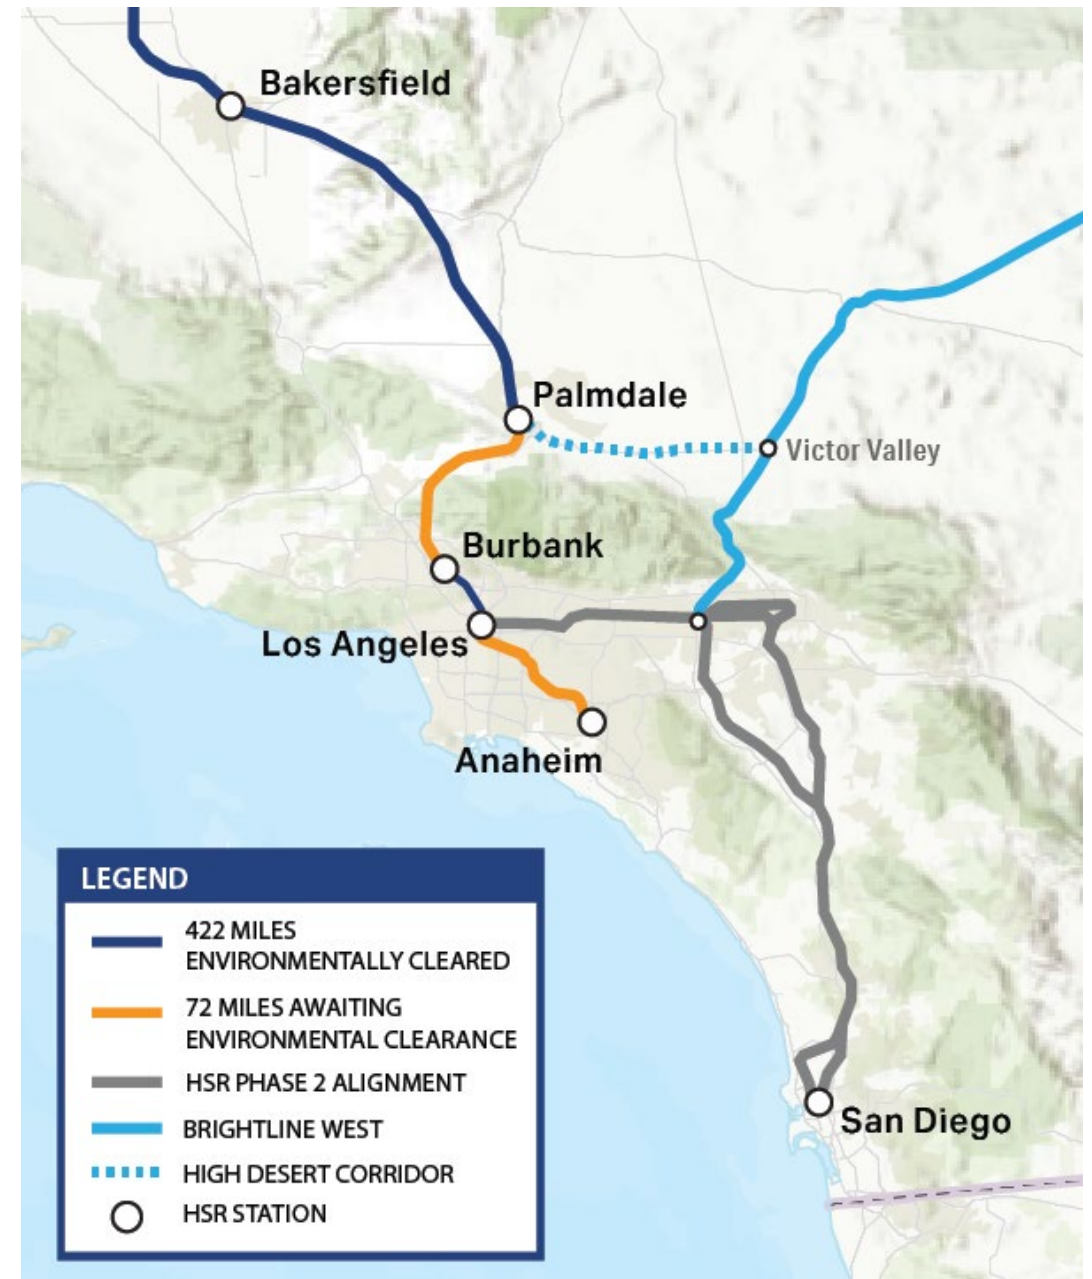 Bakersfield
Palmdale
Victor Valley
Burbank
Los Angeles
Anaheim
San Diego
LEGEND
422 MILES
ENVIRONMENTALLY CLEARED
72 MILES AWAITING
ENVIRONMENTAL CLEARANCE
HSR PHASE 2 ALIGNMENT
BRIGHTLINE WEST
HIGH DESERT CORRIDOR
HSR STATION